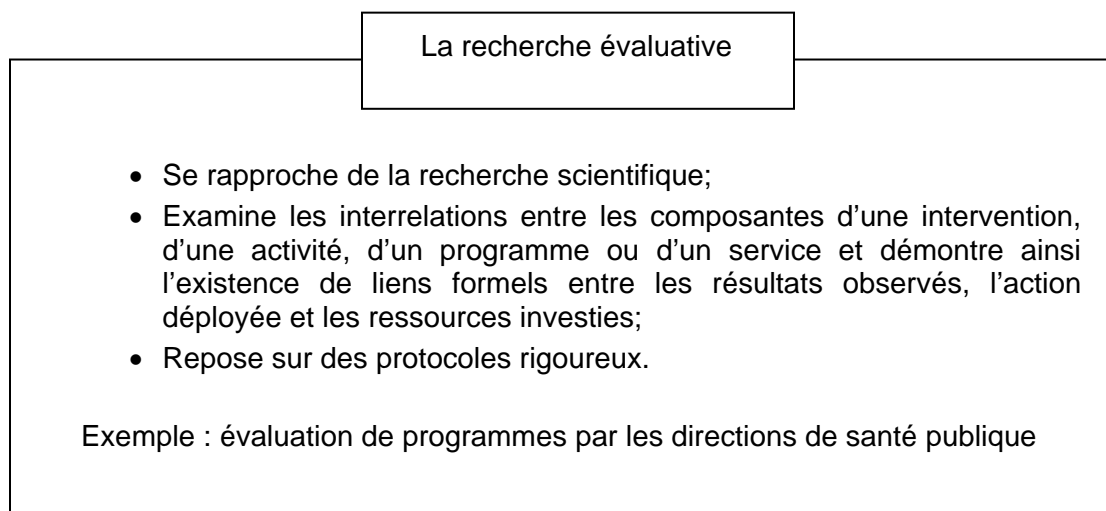 La recherche évaluative
• Se rapproche de la recherche scientifique;
• Examine les interrelations entre les composantes d'une intervention,
d'une activité, d'un programme ou d'un service et démontre ainsi
l'existence de liens formels entre les résultats observés, l'action
déployée et les ressources investies;
• Repose sur des protocoles rigoureux.
Exemple : évaluation de programmes par les directions de santé publique